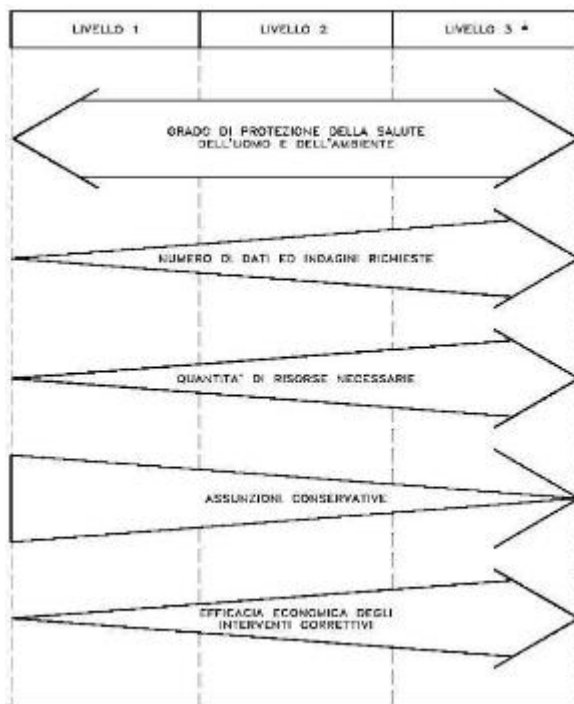 LIVELLO 1
LIVELLO 2
LIVELLO 3 *
GRADO DI PROTEZIONE DELLA SALUTE
DELL'UOMO E DELL'AMBIENTE
NUMERO DI DATI ED INDAGINI RICHIESTE
QUANTITA' DI RISORSE NECESSARIE
ASSUNZIONI CONSERVATIVE
EFFICACIA ECONOMICA DEGLI
INTERVENTI CORRETTIVI